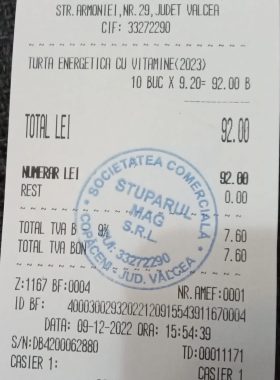 STR. ARMONIEI, NR. 29, JUDET VALCEA
CIF: 33272290
TURTA ENERGETICA CU VITAMINE(2023)
10 BUC X 9.20= 92.00 B
TOTAL LEI 92.00
NUMERAR LEI 92.00
REST 0.00
TOTAL TVA B 9% 7.60
TOTAL TVA BON 7.60
SOCIETATEA COMERCIALĂ
STUPARUL
MAG
S.R.L.
33272290
COPĂCENI - JUD. VÂLCEA
Z:1167 BF:0004 NR.AMEF:0001
ID BF: 40003002932022120915543911670004
DATA: 09-12-2022 ORA: 15:54:39
S/N:DB4200062880 TD:00011171
CASIER 1: CASIER 1